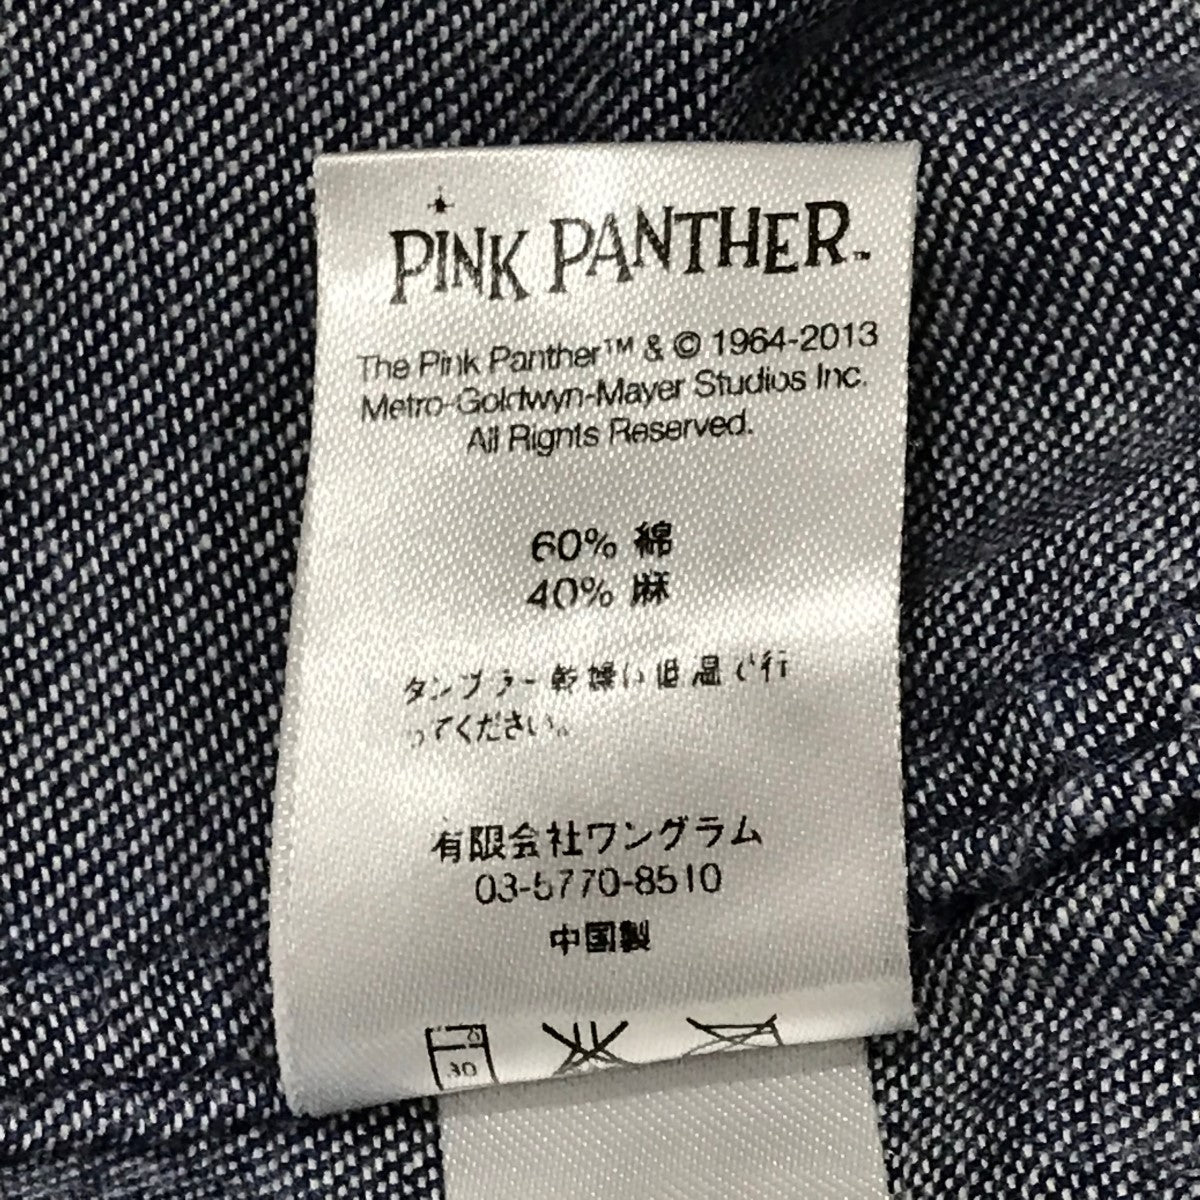 PINK PANTHER™
The Pink Panther™ & © 1964-2013
Metro-Goldwyn-Mayer Studios Inc.
All Rights Reserved.
60% 綿
40% 麻
タンブラー乾燥は低温で行
ってください。
有限会社ワングラム
03-5770-8510
中国製
30